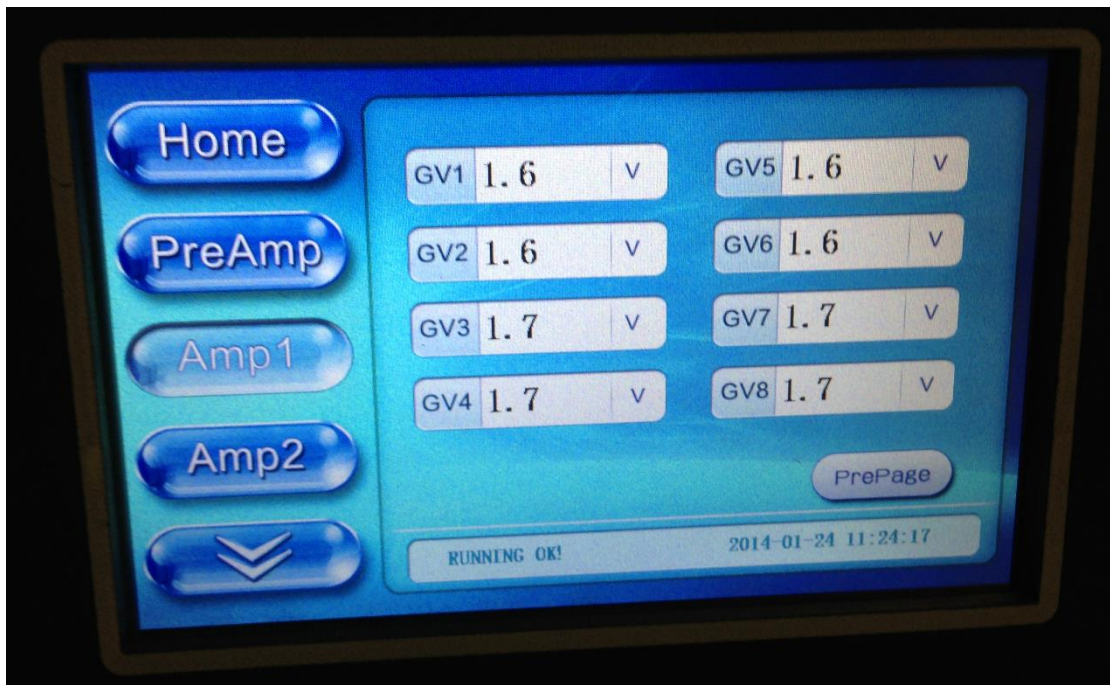 Home
PreAmp
Amp1
Amp2
GV1 1.6 V
GV5 1.6 V
GV2 1.6 V
GV6 1.6 V
GV3 1.7 V
GV7 1.7 V
GV4 1.7 V
GV8 1.7 V
PrePage
RUNNING OK!
2014-01-24 11:24:17